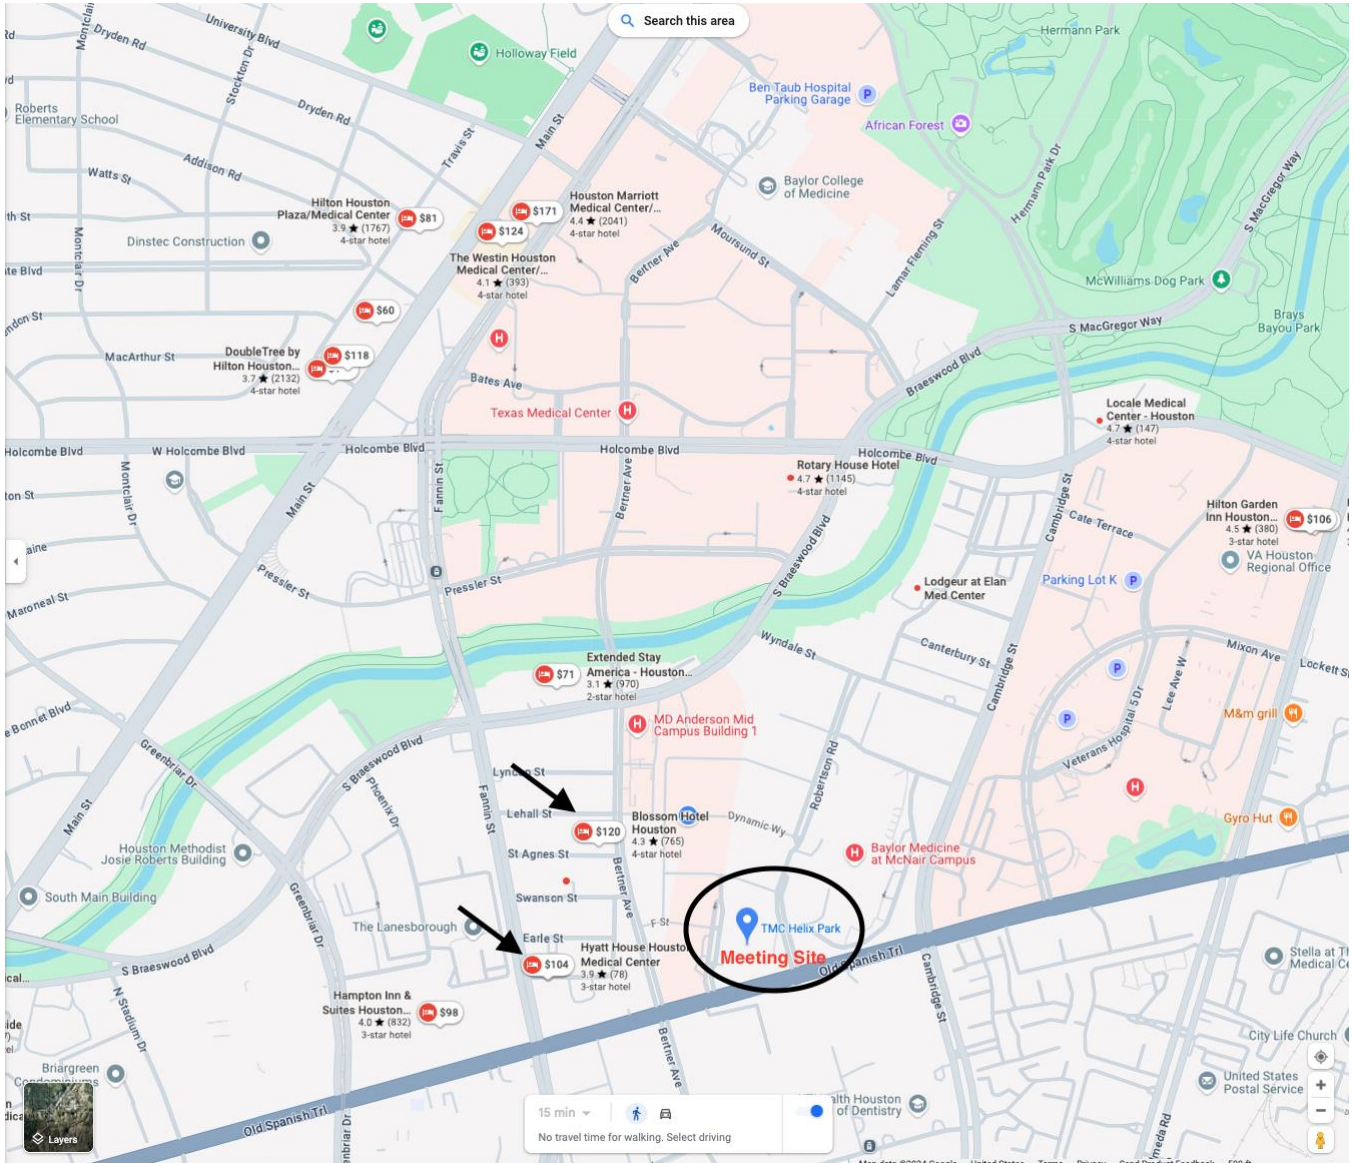 Search this area
Hermann Park
University Blvd
Dryden Rd
Stockton Dr
Holloway Field
Ben Taub Hospital
Parking Garage
African Forest
Roberts
Elementary School
Dryden Rd
Main St
Travis St
Addison Rd
Watts St
Hermann Park Dr
S MacGregor Way
Baylor College
of Medicine
Hilton Houston
Plaza/Medical Center
3.9 ★ (1767)
4-star hotel
$81
Houston Marriott
Medical Center/...
4.4 ★ (2041)
4-star hotel
$171
$124
The Westin Houston
Medical Center/...
4.1 ★ (393)
4-star hotel
Dinstec Construction
Montclair Dr
Bertner Ave
Moursund St
Lamar Fleming St
McWilliams Dog Park
Brays
Bayou Park
S MacGregor Way
$60
MacArthur St
DoubleTree by
Hilton Houston...
3.7 ★ (2132)
4-star hotel
$118
Bates Ave
Texas Medical Center
Braeswood Blvd
Locale Medical
Center - Houston
4.7 ★ (147)
4-star hotel
Holcombe Blvd
W Holcombe Blvd
Holcombe Blvd
Holcombe Blvd
Holcombe Blvd
Rotary House Hotel
4.7 ★ (1145)
4-star hotel
Montclair Dr
Main St
Fannin St
Bertner Ave
Cambridge St
Cate Terrace
Hilton Garden
Inn Houston...
4.5 ★ (380)
3-star hotel
$106
VA Houston
Regional Office
Parking Lot K
Pressler St
Pressler St
S Braeswood Blvd
Lodgeur at Elan
Med Center
Maroneal St
Wyndale St
Canterbury St
Cambridge St
Mixon Ave
Lockett S
Lee Ave W
Extended Stay
America - Houston...
3.1 ★ (970)
2-star hotel
$71
MD Anderson Mid
Campus Building 1
M&m grill
Veterans Hospital 5 Dr
e Bonnet Blvd
Greenbriar Dr
S Braeswood Blvd
Phoenix Dr
Fannin St
Robertson Rd
Main St
Lehall St
$120
Blossom Hotel
Houston
4.3 ★ (765)
4-star hotel
Dynamic Wy
Gyro Hut
Houston Methodist
Josie Roberts Building
St Agnes St
Bertner Ave
Baylor Medicine
at McNair Campus
South Main Building
Swanson St
Greenbriar Dr
The Lanesborough
F St
TMC Helix Park
Meeting Site
Old Spanish Trl
Earle St
Hyatt House Housto
Medical Center
3.9 ★ (78)
3-star hotel
$104
S Braeswood Blvd
N Stadium Dr
Hampton Inn &
Suites Houston...
4.0 ★ (832)
3-star hotel
$98
Cambridge St
Stella at Th
Medical Ce
City Life Church
Bertner Ave
Briargreen
Condominiums
United States
Postal Service
Old Spanish Trl
Layers
15 min
No travel time for walking. Select driving
of Dentistry